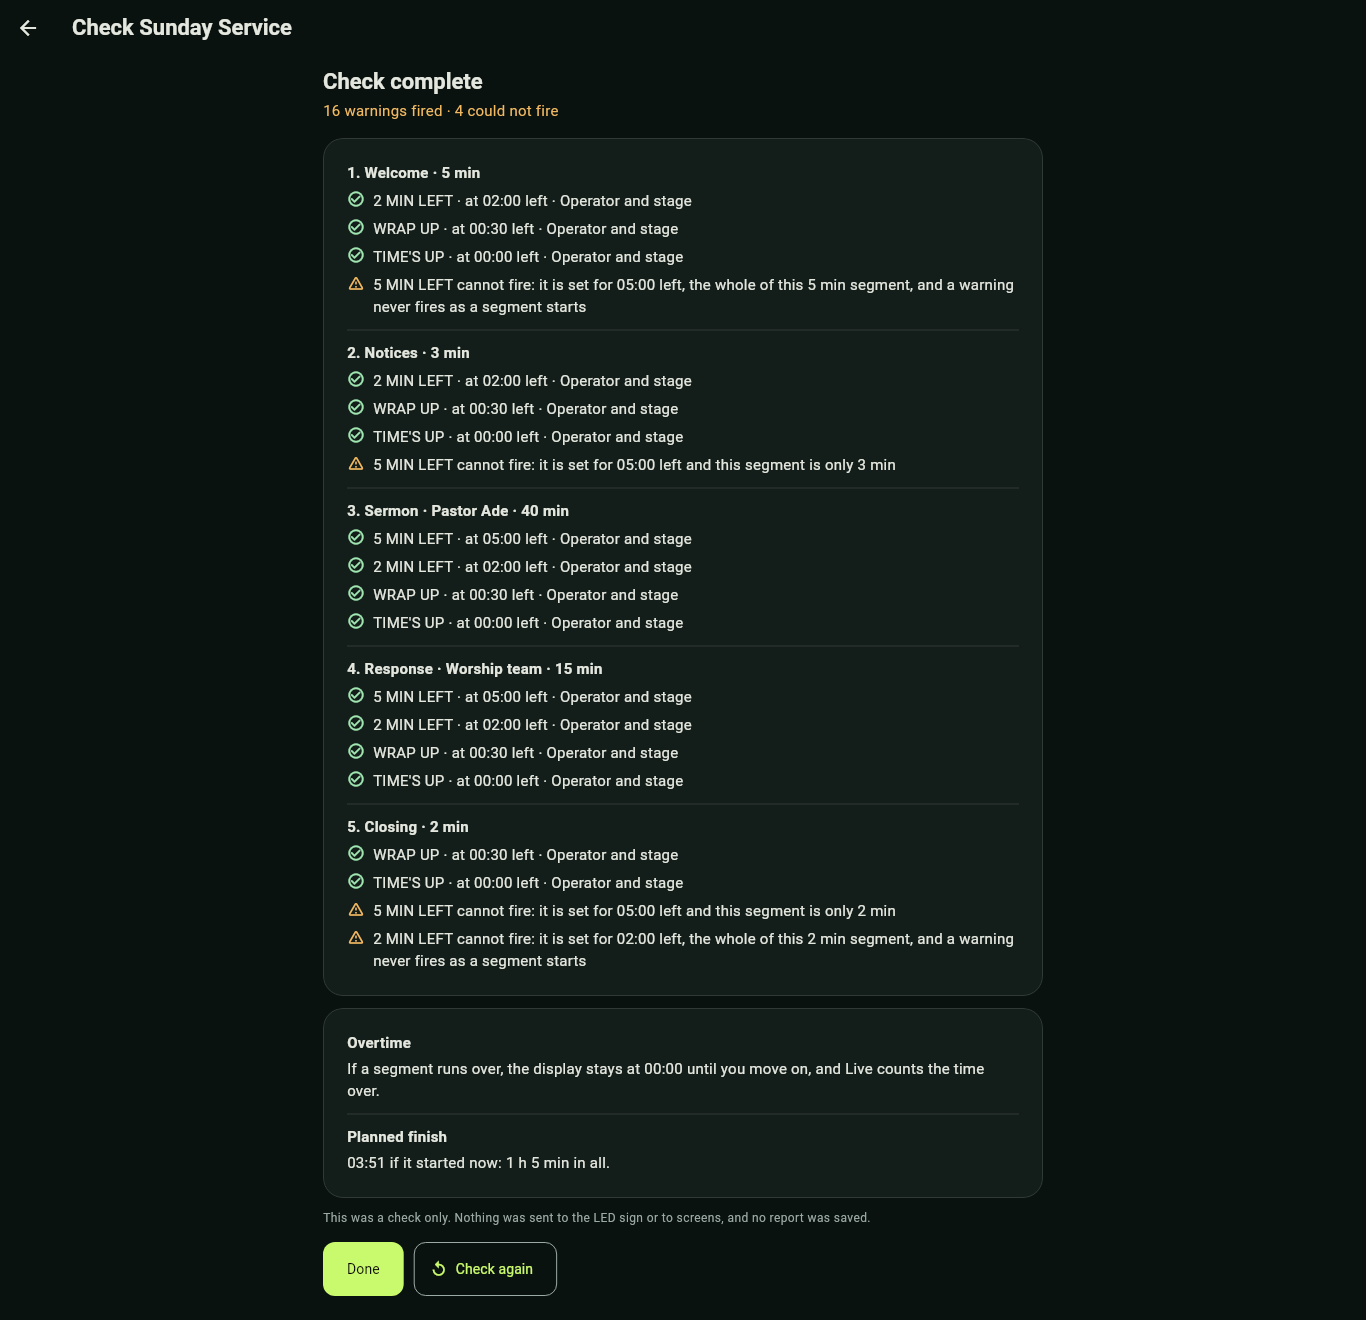 Check Sunday Service
Check complete
16 warnings fired · 4 could not fire
1. Welcome · 5 min
2 MIN LEFT · at 02:00 left · Operator and stage
WRAP UP · at 00:30 left · Operator and stage
TIME'S UP · at 00:00 left · Operator and stage
5 MIN LEFT cannot fire: it is set for 05:00 left, the whole of this 5 min segment, and a warning
never fires as a segment starts
2. Notices · 3 min
2 MIN LEFT · at 02:00 left · Operator and stage
WRAP UP · at 00:30 left · Operator and stage
TIME'S UP · at 00:00 left · Operator and stage
5 MIN LEFT cannot fire: it is set for 05:00 left and this segment is only 3 min
3. Sermon · Pastor Ade · 40 min
5 MIN LEFT · at 05:00 left · Operator and stage
2 MIN LEFT · at 02:00 left · Operator and stage
WRAP UP · at 00:30 left · Operator and stage
TIME'S UP · at 00:00 left · Operator and stage
4. Response · Worship team · 15 min
5 MIN LEFT · at 05:00 left · Operator and stage
2 MIN LEFT · at 02:00 left · Operator and stage
WRAP UP · at 00:30 left · Operator and stage
TIME'S UP · at 00:00 left · Operator and stage
5. Closing · 2 min
WRAP UP · at 00:30 left · Operator and stage
TIME'S UP · at 00:00 left · Operator and stage
5 MIN LEFT cannot fire: it is set for 05:00 left and this segment is only 2 min
2 MIN LEFT cannot fire: it is set for 02:00 left, the whole of this 2 min segment, and a warning
never fires as a segment starts
Overtime
If a segment runs over, the display stays at 00:00 until you move on, and Live counts the time
over.
Planned finish
03:51 if it started now: 1 h 5 min in all.
This was a check only. Nothing was sent to the LED sign or to screens, and no report was saved.
Done
Check again